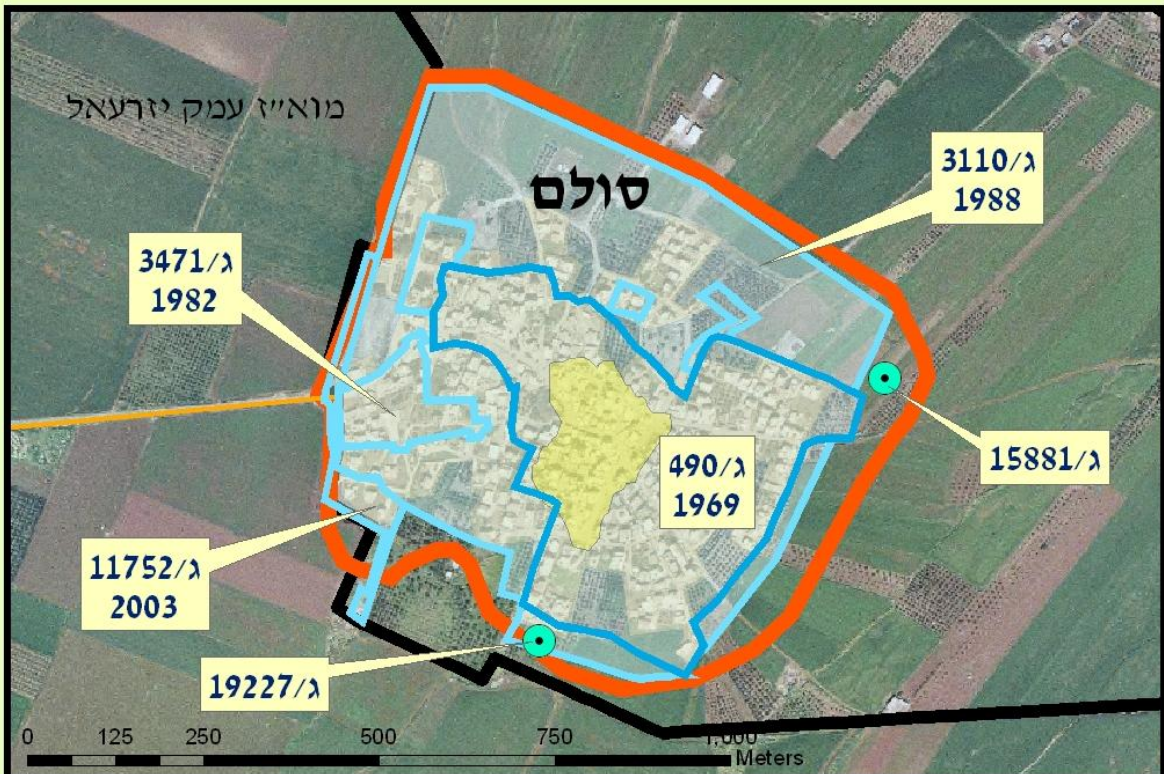 מוא״ז עמק יזרעאל
סולם
ג/3110
1988
ג/3471
1982
ג/490
1969
ג/15881
ג/11752
2003
ג/19227
0 125 250 500 750 1,000
Meters